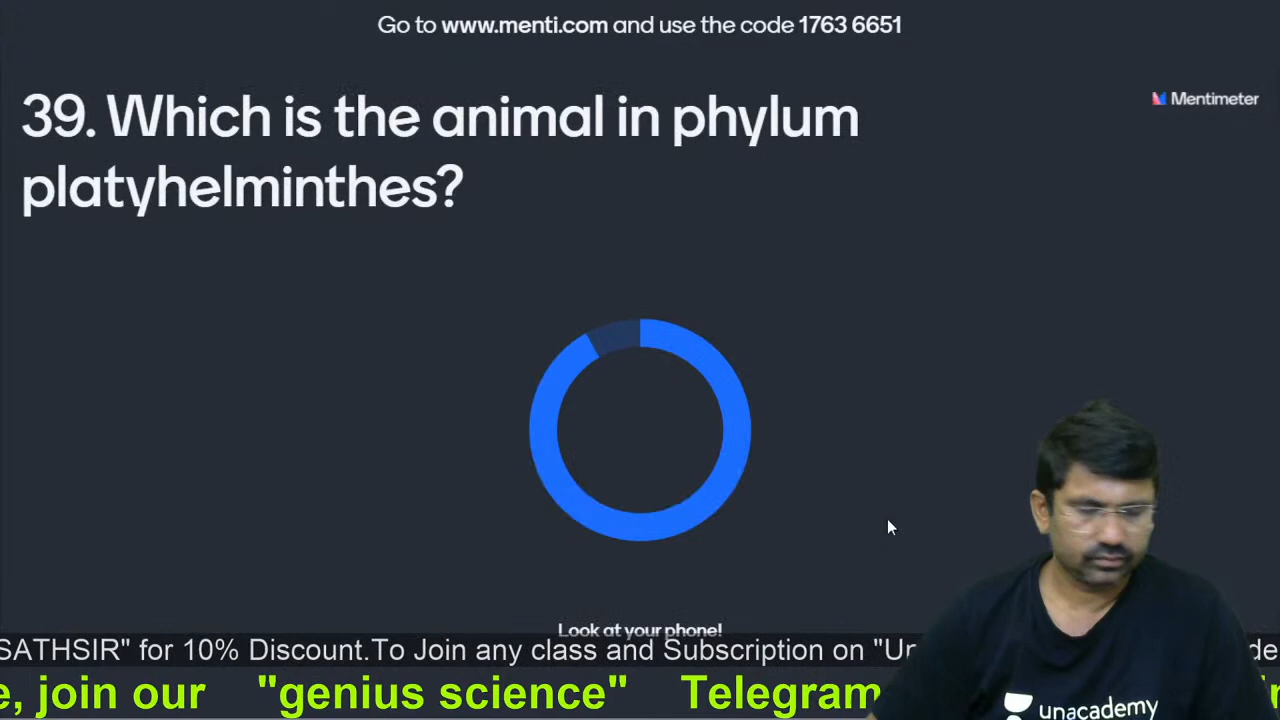 Go to www.menti.com and use the code 1763 6651
Mentimeter
39. Which is the animal in phylum
platyhelminthes?
Look at your phone!
SATHSIR" for 10% Discount.To Join any class and Subscription on "Un
e, join our "genius science" Telegram
unacademy